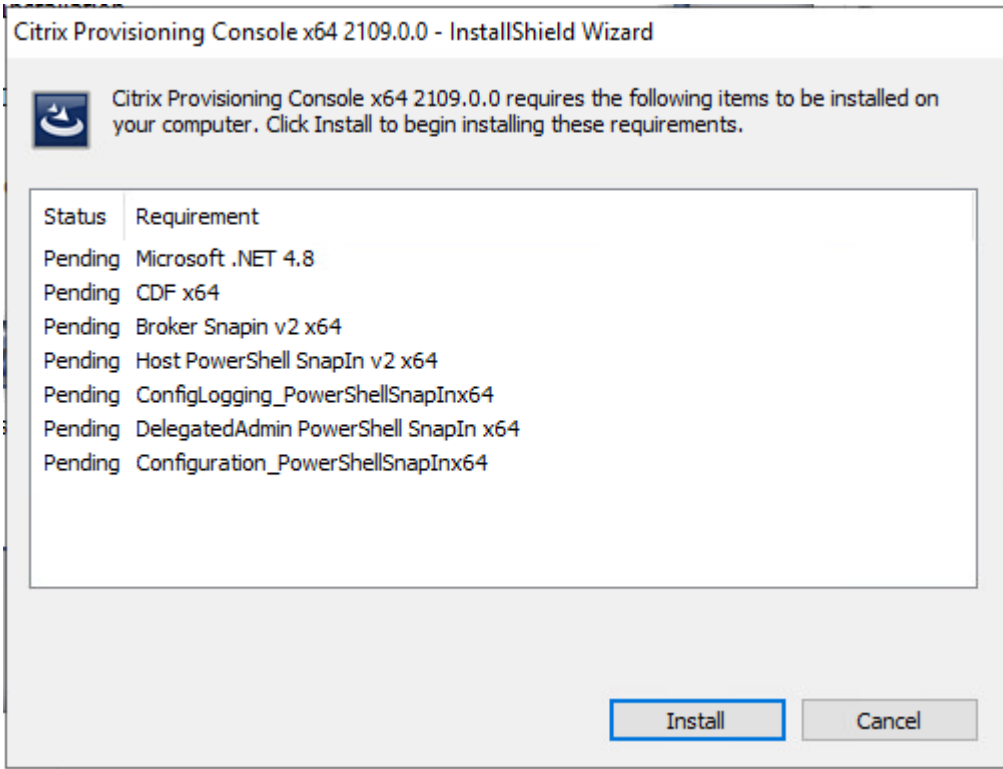 Citrix Provisioning Console x64 2109.0.0 - InstallShield Wizard
Citrix Provisioning Console x64 2109.0.0 requires the following items to be installed on
your computer. Click Install to begin installing these requirements.
Status Requirement
Pending Microsoft .NET 4.8
Pending CDF x64
Pending Broker Snapin v2 x64
Pending Host PowerShell SnapIn v2 x64
Pending ConfigLogging_PowerShellSnapInx64
Pending DelegatedAdmin PowerShell SnapIn x64
Pending Configuration_PowerShellSnapInx64
Install Cancel